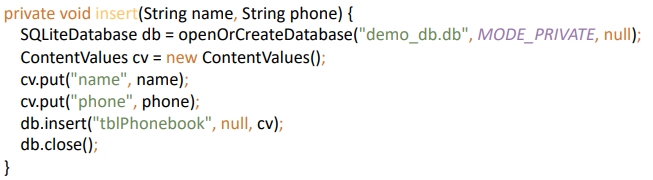 private void insert(String name, String phone) {
SQLiteDatabase db = openOrCreateDatabase("demo_db.db", MODE_PRIVATE, null);
ContentValues cv = new ContentValues();
cv.put("name", name);
cv.put("phone", phone);
db.insert("tblPhonebook", null, cv);
db.close();
}